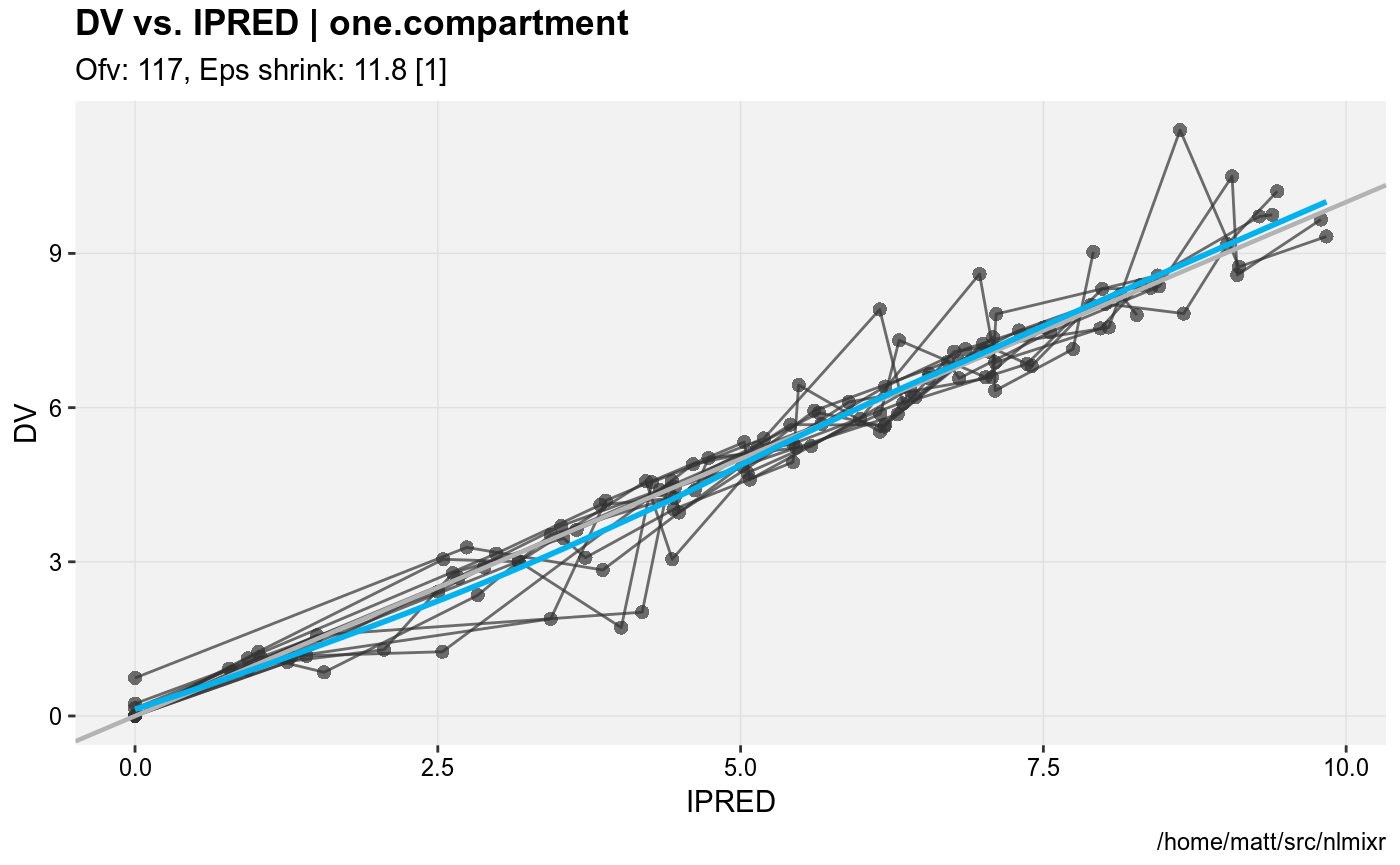 DV vs. IPRED | one.compartment
Ofv: 117, Eps shrink: 11.8 [1]
DV
9
6
3
0
0.0 2.5 5.0 7.5 10.0
IPRED
/home/matt/src/nlmixr